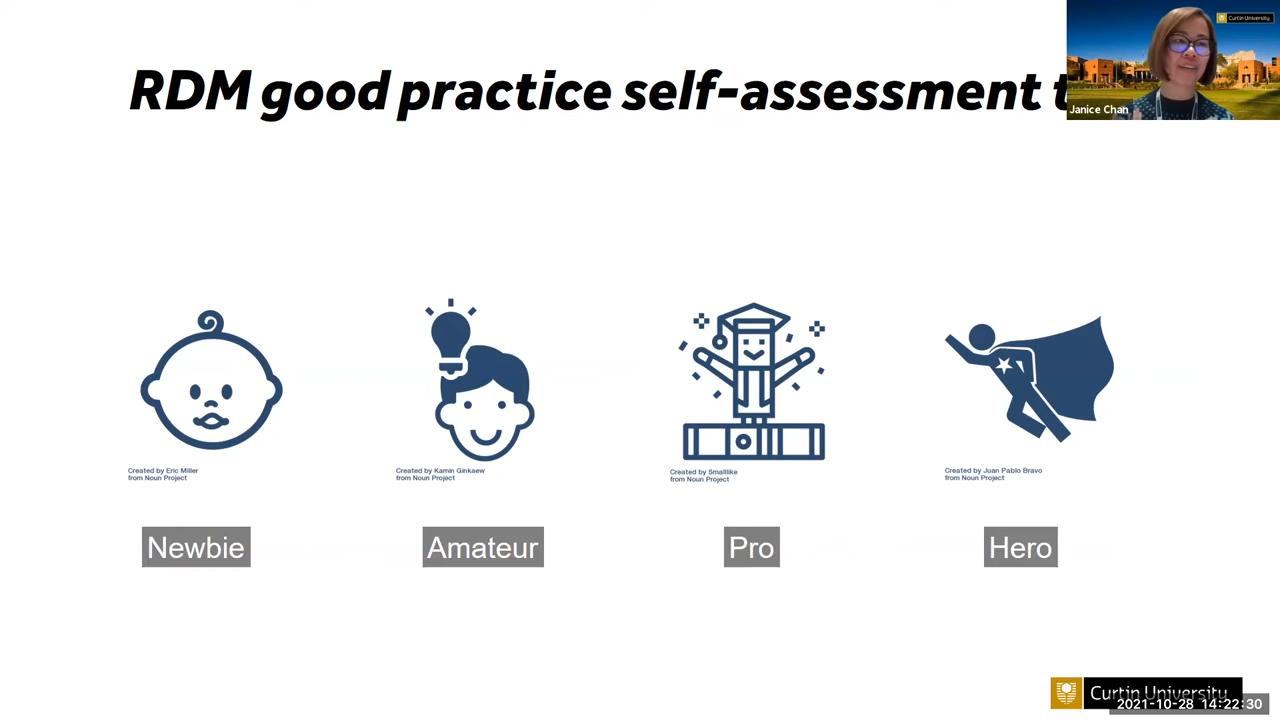 RDM good practice self-assessment
Curtin University
Janice Chan
Created by Eric Miller
from Noun Project
Created by Kamin Ginkaew
from Noun Project
Created by Smalllike
from Noun Project
Created by Juan Pablo Bravo
from Noun Project
Newbie
Amateur
Pro
Hero
Curtin University
2021-10-28 14:22:30